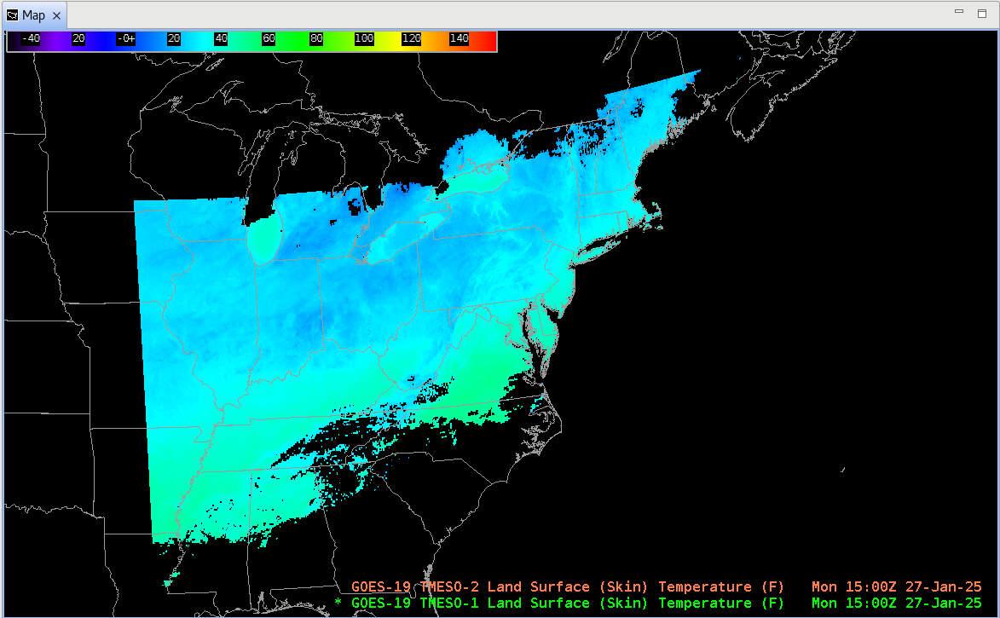 Map
-40 20 -0+ 20 40 60 80 100 120 140
GOES-19 TMESO-2 Land Surface (Skin) Temperature (F) Mon 15:00Z 27-Jan-25
* GOES-19 TMESO-1 Land Surface (Skin) Temperature (F) Mon 15:00Z 27-Jan-25